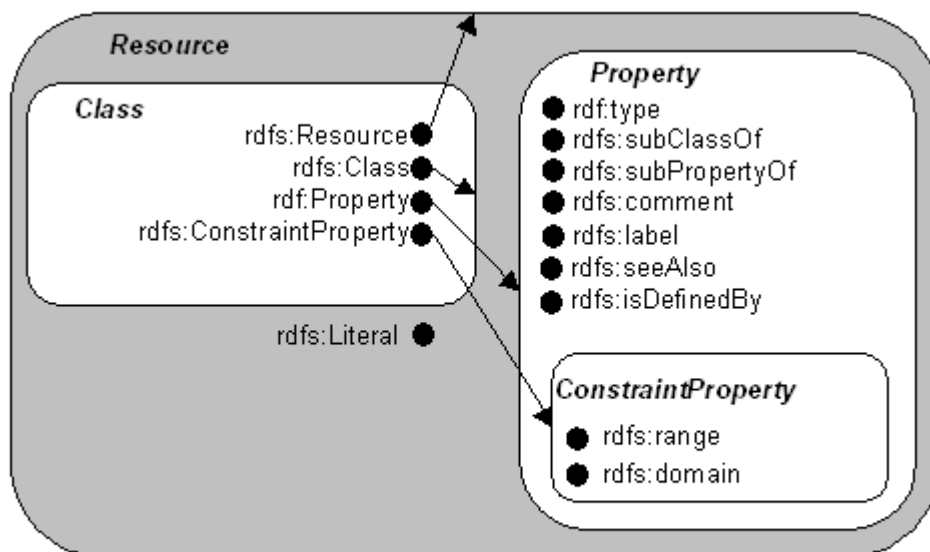 Resource
Class
rdfs:Resource
rdfs:Class
rdf:Property
rdfs:ConstraintProperty
rdfs:Literal
Property
rdf:type
rdfs:subClassOf
rdfs:subPropertyOf
rdfs:comment
rdfs:label
rdfs:seeAlso
rdfs:isDefinedBy
ConstraintProperty
rdfs:range
rdfs:domain